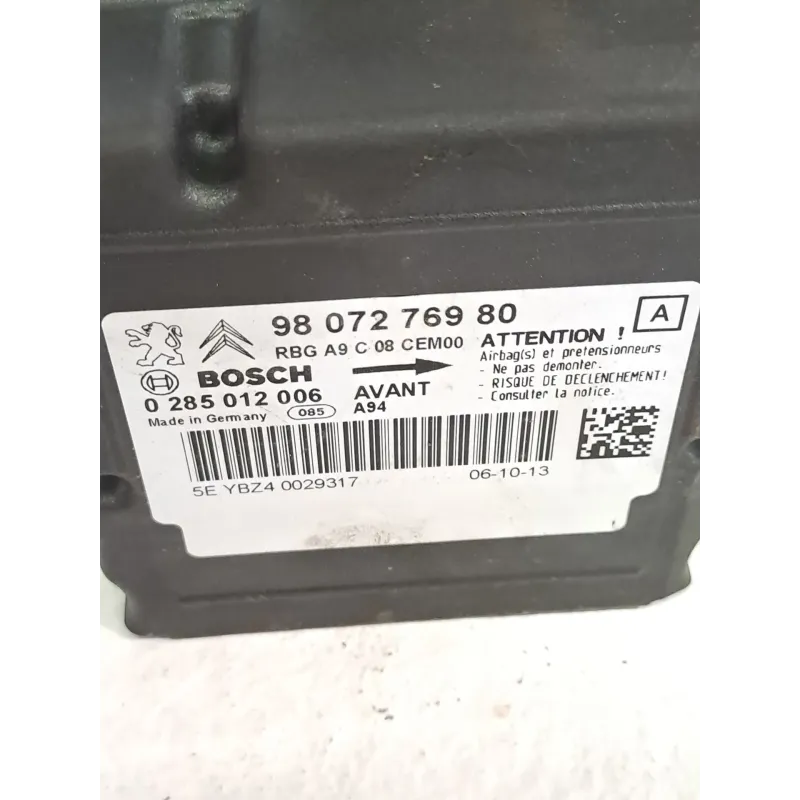 98 072 769 80
A
RBG A9 C 08 CEM00
ATTENTION !
Airbag(s) et pretensionneurs
- Ne pas demonter.
- RISQUE DE DECLENCHEMENT!
- Consulter la notice.
BOSCH
AVANT
0 285 012 006
A94
Made in Germany
085
5E YBZ4 0029317
06-10-13